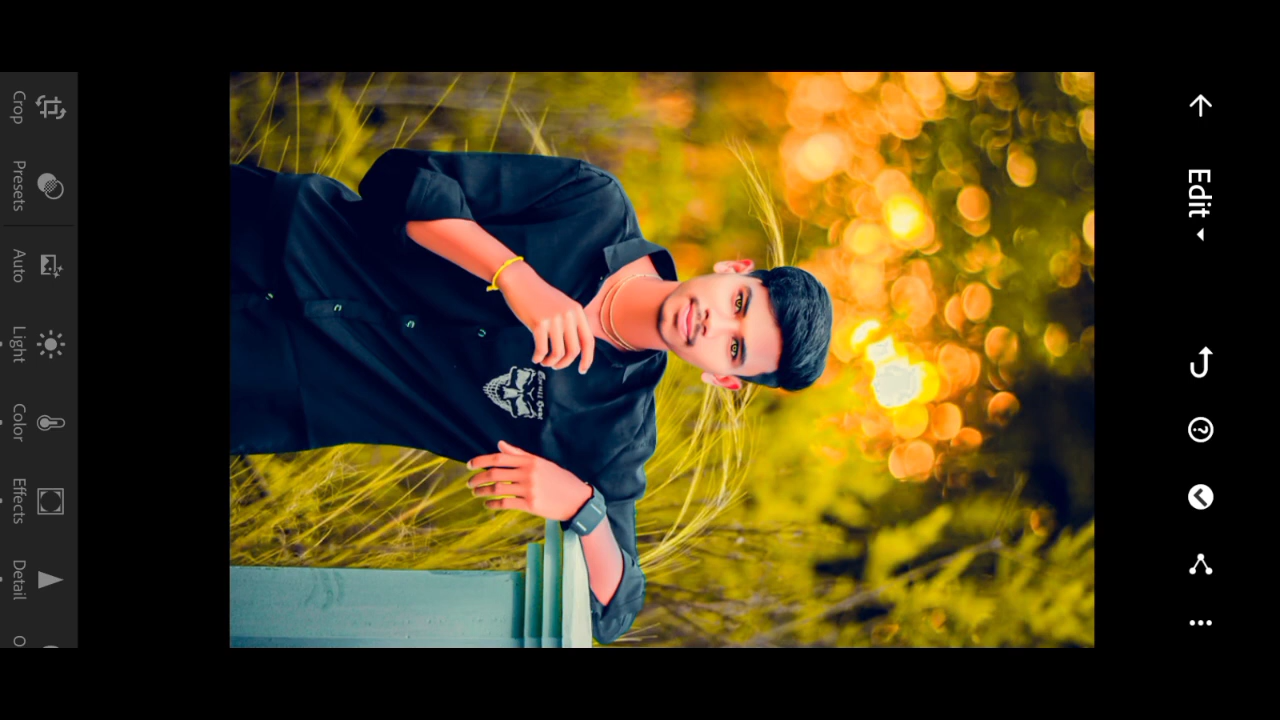 Edit
Crop
Presets
Auto
Light
Color
Effects
Detail
O